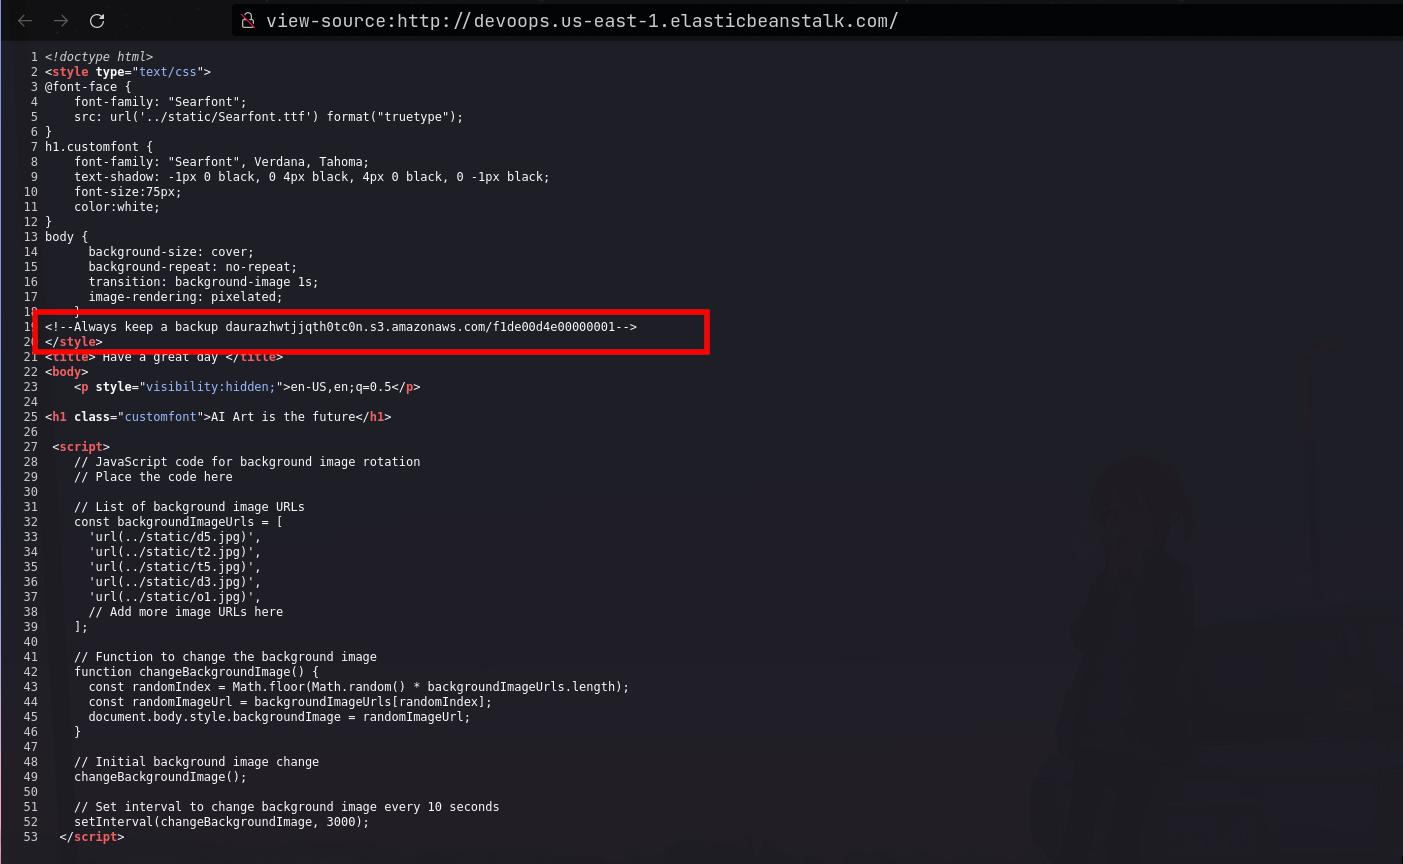 view-source:http://devoops.us-east-1.elasticbeanstalk.com/
1 <!doctype html>
2 <style type="text/css">
3 @font-face {
4     font-family: "Searfont";
5     src: url('../static/Searfont.ttf') format("truetype");
6 }
7 h1.customfont {
8     font-family: "Searfont", Verdana, Tahoma;
9     text-shadow: -1px 0 black, 0 4px black, 4px 0 black, 0 -1px black;
10     font-size:75px;
11     color:white;
12 }
13 body {
14       background-size: cover;
15       background-repeat: no-repeat;
16       transition: background-image 1s;
17       image-rendering: pixelated;
18     }
19 <!--Always keep a backup daurazhwtjjqth0tc0n.s3.amazonaws.com/f1de00d4e00000001-->
20 </style>
21 <title> Have a great day </title>
22 <body>
23     <p style="visibility:hidden;">en-US,en;q=0.5</p>
24
25 <h1 class="customfont">AI Art is the future</h1>
26
27  <script>
28     // JavaScript code for background image rotation
29     // Place the code here
30
31     // List of background image URLs
32     const backgroundImageUrls = [
33       'url(../static/d5.jpg)',
34       'url(../static/t2.jpg)',
35       'url(../static/t5.jpg)',
36       'url(../static/d3.jpg)',
37       'url(../static/o1.jpg)',
38       // Add more image URLs here
39     ];
40
41     // Function to change the background image
42     function changeBackgroundImage() {
43       const randomIndex = Math.floor(Math.random() * backgroundImageUrls.length);
44       const randomImageUrl = backgroundImageUrls[randomIndex];
45       document.body.style.backgroundImage = randomImageUrl;
46     }
47
48     // Initial background image change
49     changeBackgroundImage();
50
51     // Set interval to change background image every 10 seconds
52     setInterval(changeBackgroundImage, 3000);
53   </script>